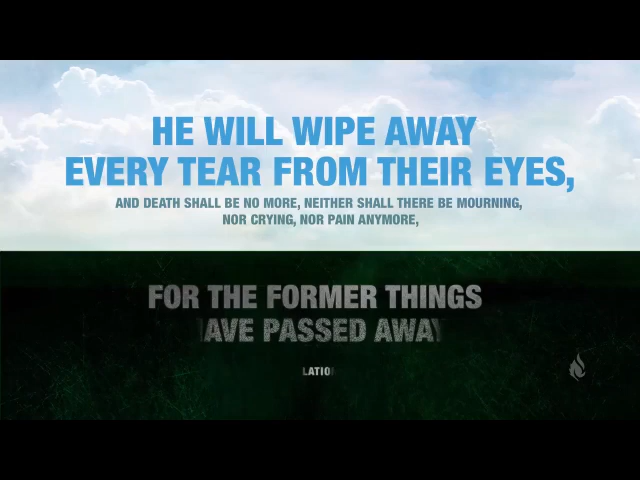 HE WILL WIPE AWAY
EVERY TEAR FROM THEIR EYES,
AND DEATH SHALL BE NO MORE, NEITHER SHALL THERE BE MOURNING,
NOR CRYING, NOR PAIN ANYMORE,
FOR THE FORMER THINGS
PASSED AWAY